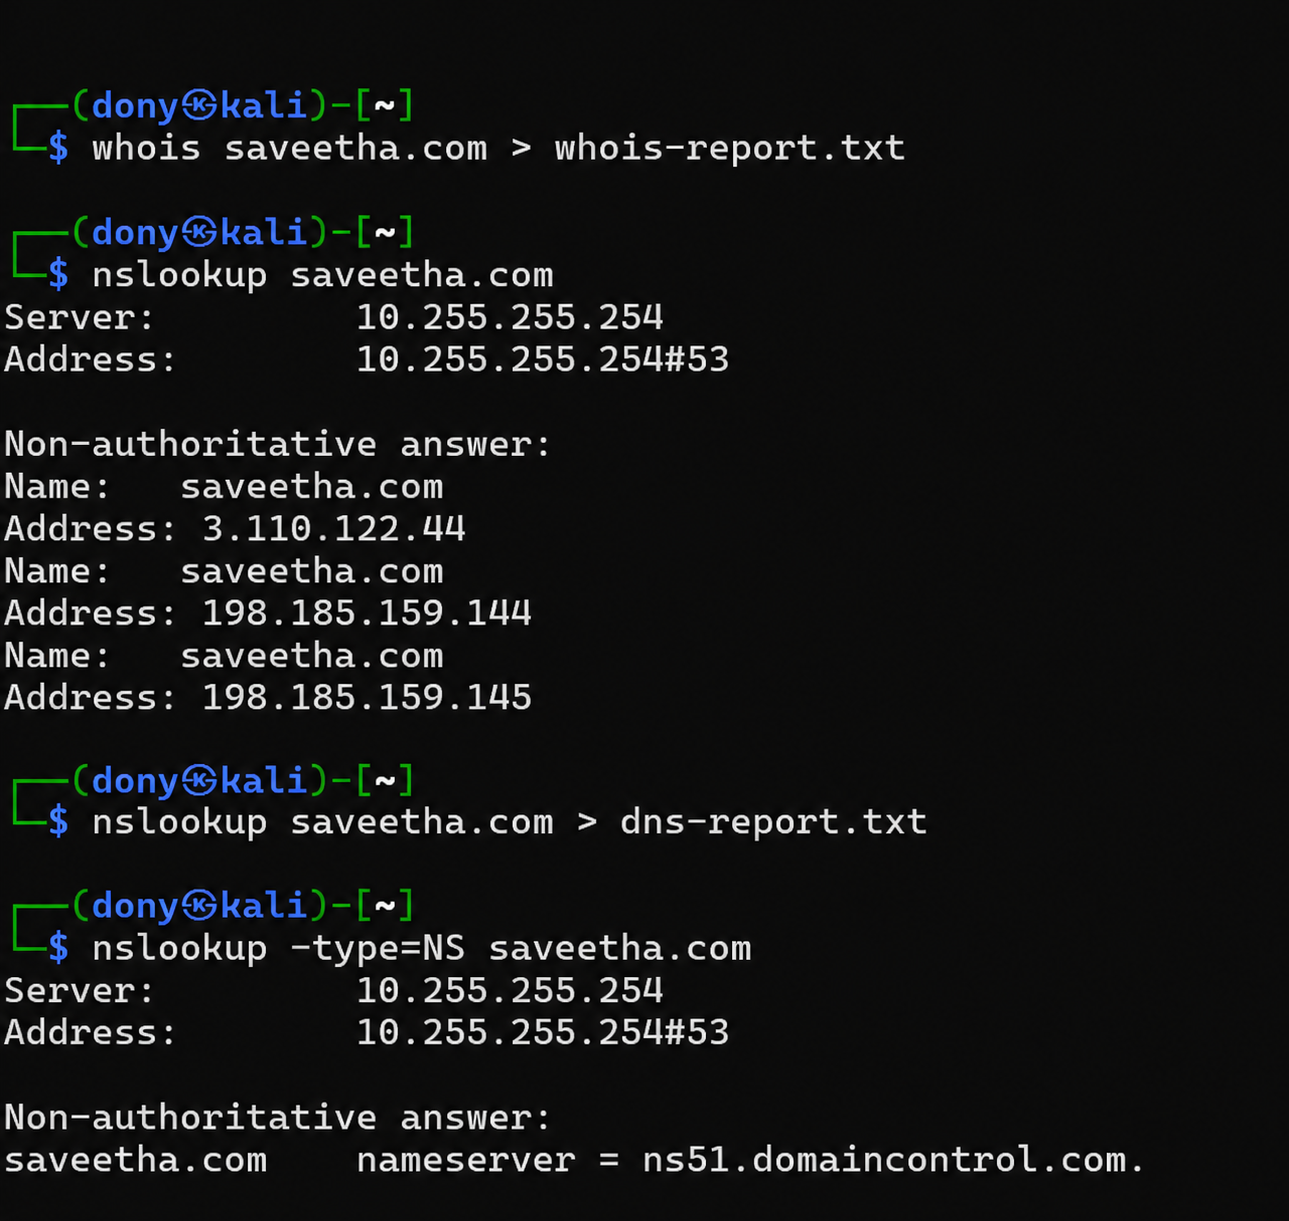 ┌──(dony㉿kali)-[~]
└─$ whois saveetha.com > whois-report.txt
┌──(dony㉿kali)-[~]
└─$ nslookup saveetha.com
Server:         10.255.255.254
Address:        10.255.255.254#53
Non-authoritative answer:
Name:   saveetha.com
Address: 3.110.122.44
Name:   saveetha.com
Address: 198.185.159.144
Name:   saveetha.com
Address: 198.185.159.145
┌──(dony㉿kali)-[~]
└─$ nslookup saveetha.com > dns-report.txt
┌──(dony㉿kali)-[~]
└─$ nslookup -type=NS saveetha.com
Server:         10.255.255.254
Address:        10.255.255.254#53
Non-authoritative answer:
saveetha.com    nameserver = ns51.domaincontrol.com.